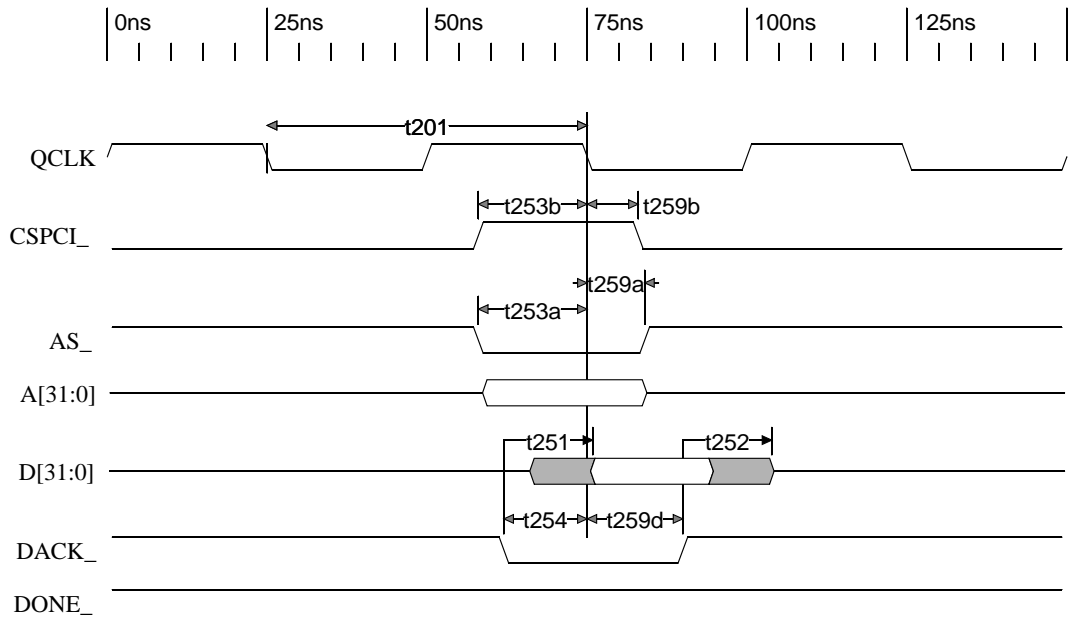 0ns 25ns 50ns 75ns 100ns 125ns
t201
QCLK
t253b t259b
CSPCI_
t259a
t253a
AS_
A[31:0]
t251 t252
D[31:0]
t254 t259d
DACK_
DONE_